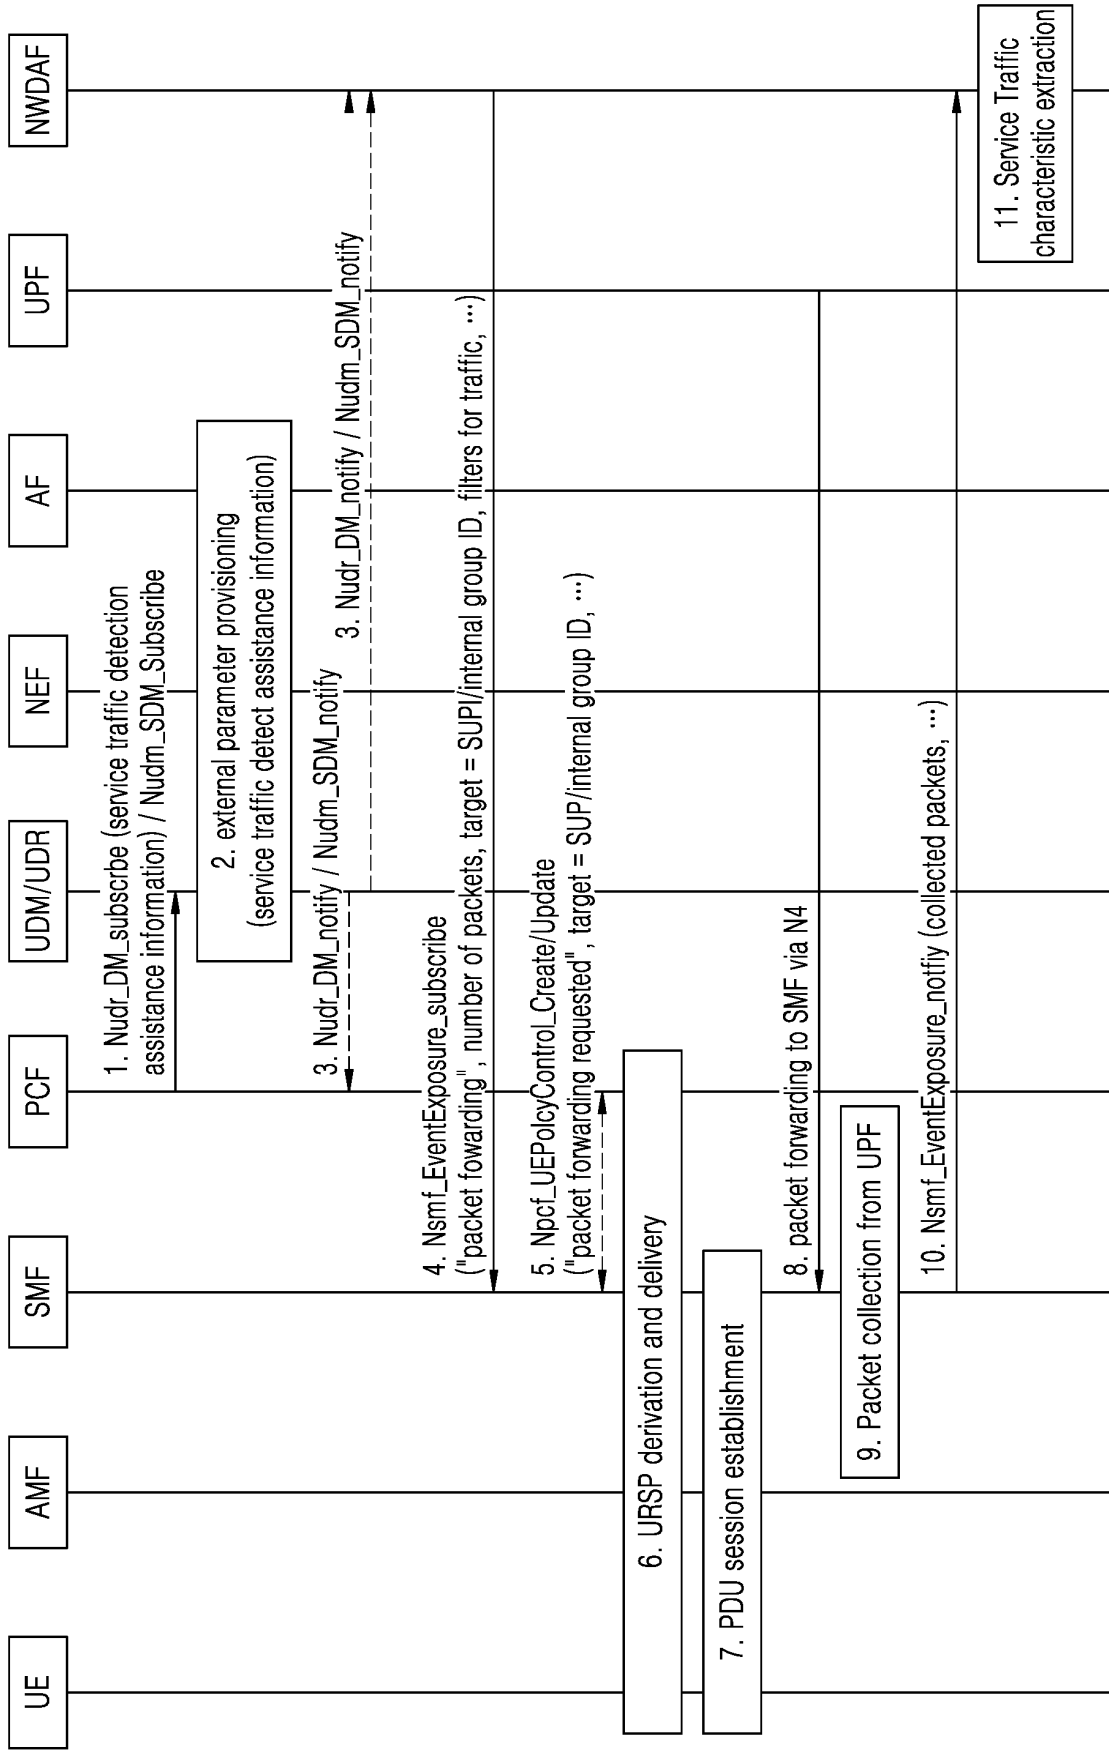 UE
AMF
SMF
PCF
UDM/UDR
NEF
AF
UPF
NWDAF
1. Nudr_DM_subscrbe (service traffic detection
assistance information) / Nudm_SDM_Subscribe
2. external parameter provisioning
(service traffic detect assistance information)
3. Nudr_DM_notify / Nudm_SDM_notify
3. Nudr_DM_notify / Nudm_SDM_notify
4. Nsmf_EventExposure_subscribe
("packet fowarding", number of packets, target = SUPI/internal group ID, filters for traffic, ···)
5. Npcf_UEPolcyControl_Create/Update
("packet forwarding requested", target = SUP/internal group ID, ···)
6. URSP derivation and delivery
7. PDU session establishment
8. packet forwarding to SMF via N4
9. Packet collection from UPF
10. Nsmf_EventExposure_notfiy (collected packets, ···)
11. Service Traffic
characteristic extraction